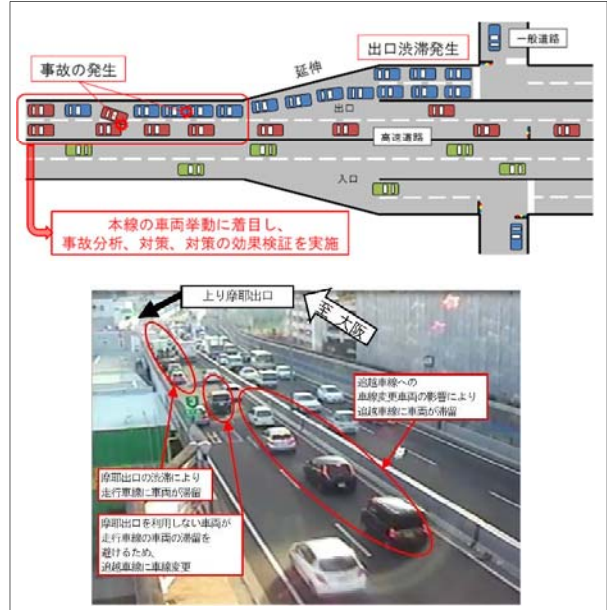 出口渋滞発生
一般道路
事故の発生
延伸
出口
高速道路
入口
本線の車両挙動に着目し、
事故分析、対策、対策の効果検証を実施
上り摩耶出口
至 大阪
追越車線への
車線変更車両の影響により
追越車線に車両が滞留
摩耶出口の渋滞により
走行車線に車両が滞留
摩耶出口を利用しない車両が
走行車線の車両の滞留を
避けるため、
追越車線に車線変更